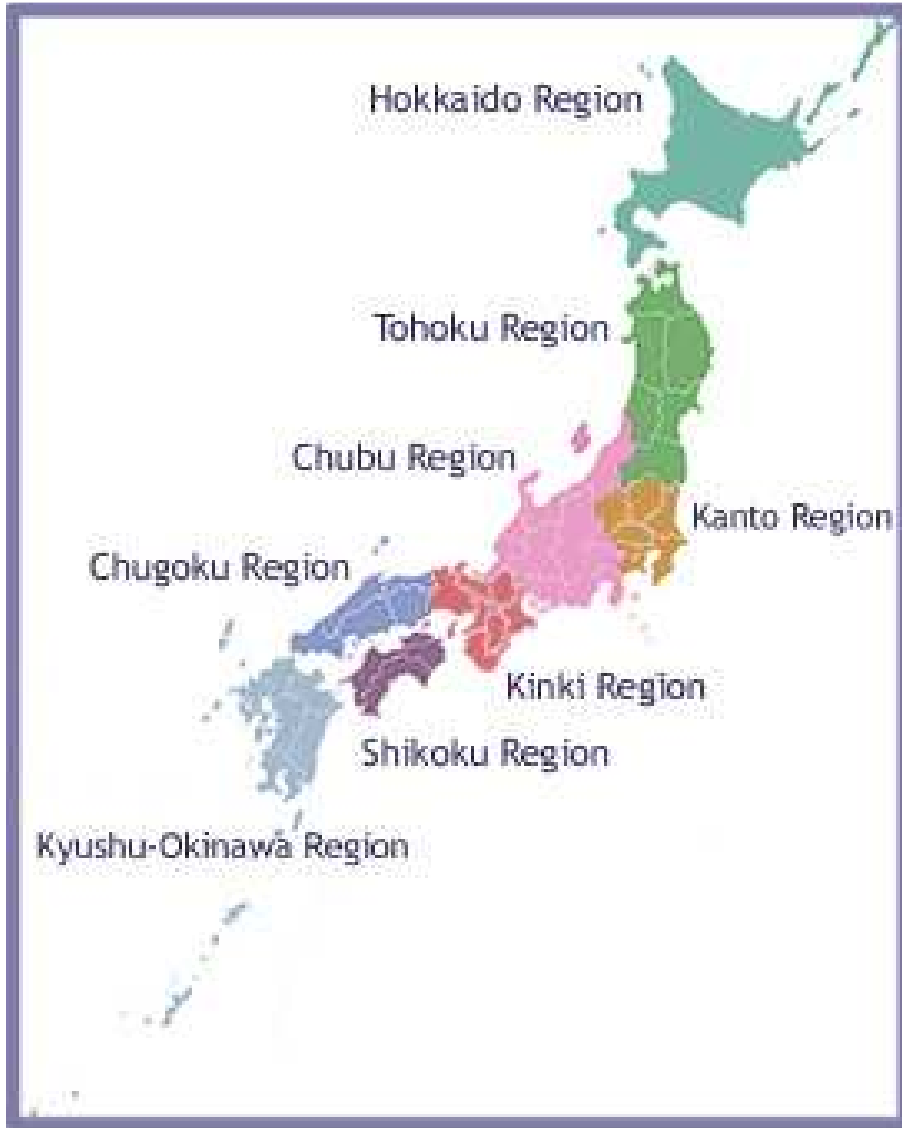 Hokkaido Region
Tohoku Region
Chubu Region
Kanto Region
Chugoku Region
Kinki Region
Shikoku Region
Kyushu-Okinawa Region